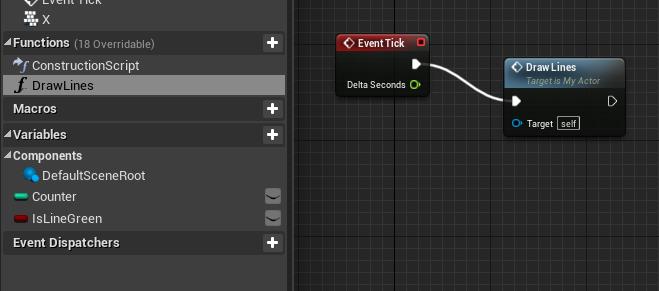 Event Tick
X
Functions (18 Overridable)
ConstructionScript
DrawLines
Macros
Variables
Components
DefaultSceneRoot
Counter
IsLineGreen
Event Dispatchers
Event Tick
Delta Seconds
Draw Lines
Target is My Actor
Target self